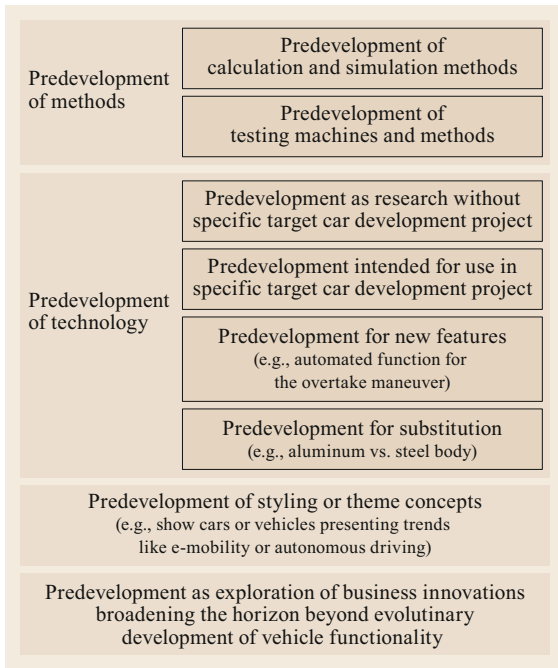 Predevelopment
of methods
Predevelopment of
calculation and simulation methods
Predevelopment of
testing machines and methods
Predevelopment
of technology
Predevelopment as research without
specific target car development project
Predevelopment intended for use in
specific target car development project
Predevelopment for new features
(e.g., automated function for
the overtake maneuver)
Predevelopment for substitution
(e.g., aluminum vs. steel body)
Predevelopment of styling or theme concepts
(e.g., show cars or vehicles presenting trends
like e-mobility or autonomous driving)
Predevelopment as exploration of business innovations
broadening the horizon beyond evolutinary
development of vehicle functionality